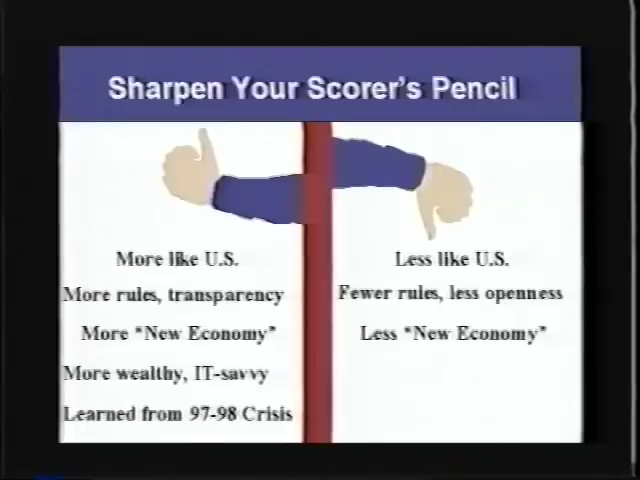 Sharpen Your Scorer's Pencil
More like U.S.
More rules, transparency
More "New Economy"
More wealthy, IT-savvy
Learned from 97-98 Crisis
Less like U.S.
Fewer rules, less openness
Less "New Economy"